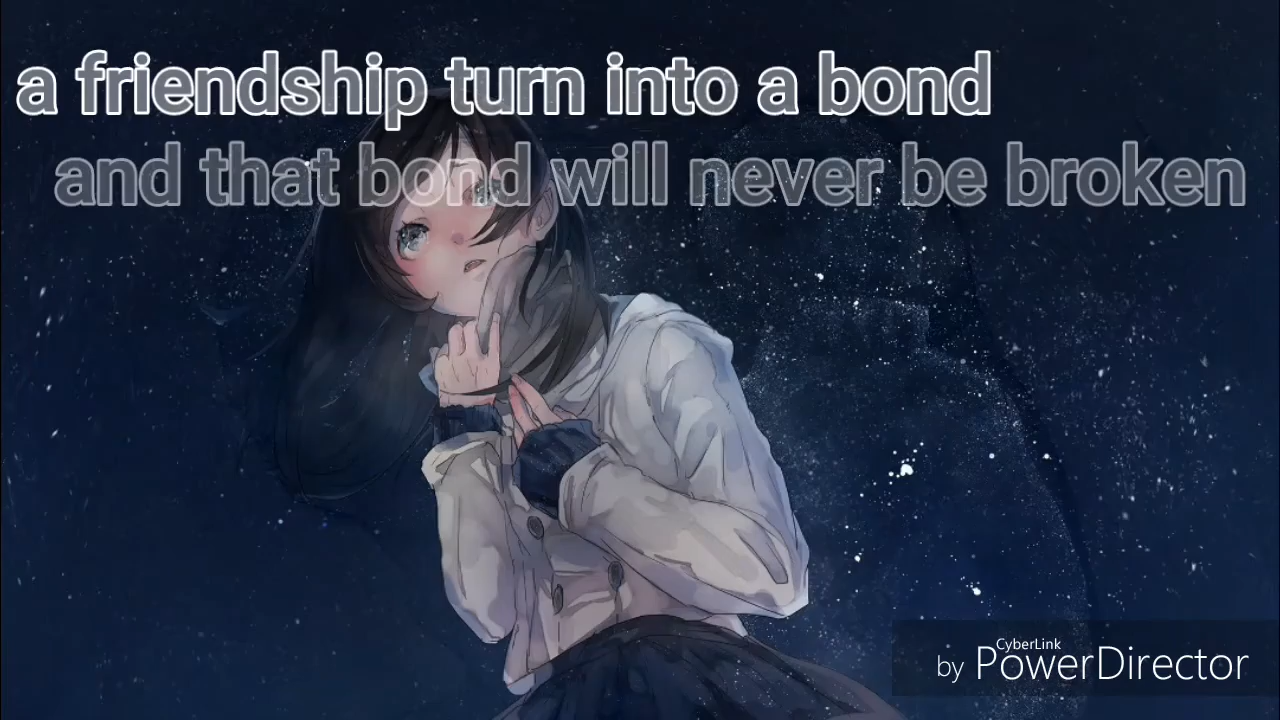 a friendship turn into a bond
and that bond will never be broken
CyberLink
by PowerDirector